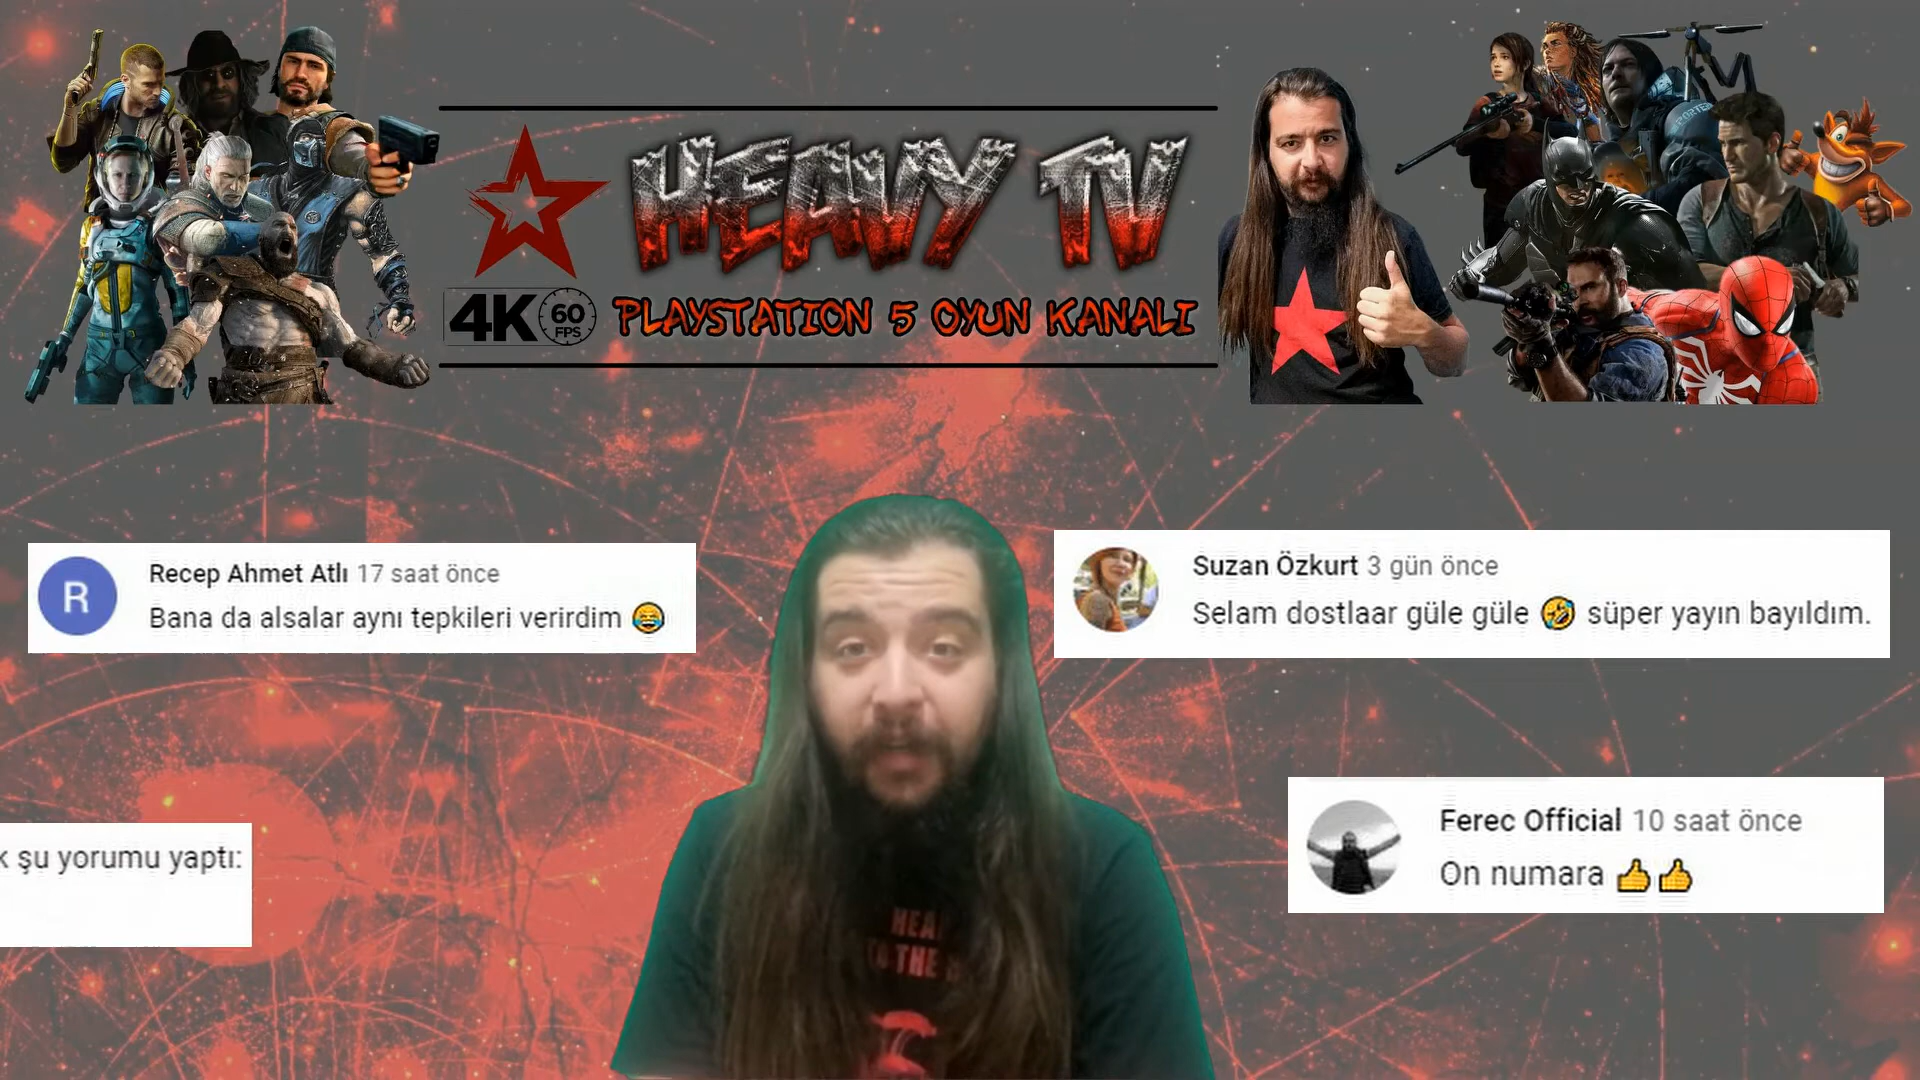 HEAVY TV
4K 60 FPS
PLAYSTATION 5 OYUN KANALI
Recep Ahmet Atlı 17 saat önce
Bana da alsalar aynı tepkileri verirdim 😂
Suzan Özkurt 3 gün önce
Selam dostlaar güle güle 🤣 süper yayın bayıldım.
k şu yorumu yaptı:
Ferec Official 10 saat önce
On numara 👍👍
TO THE